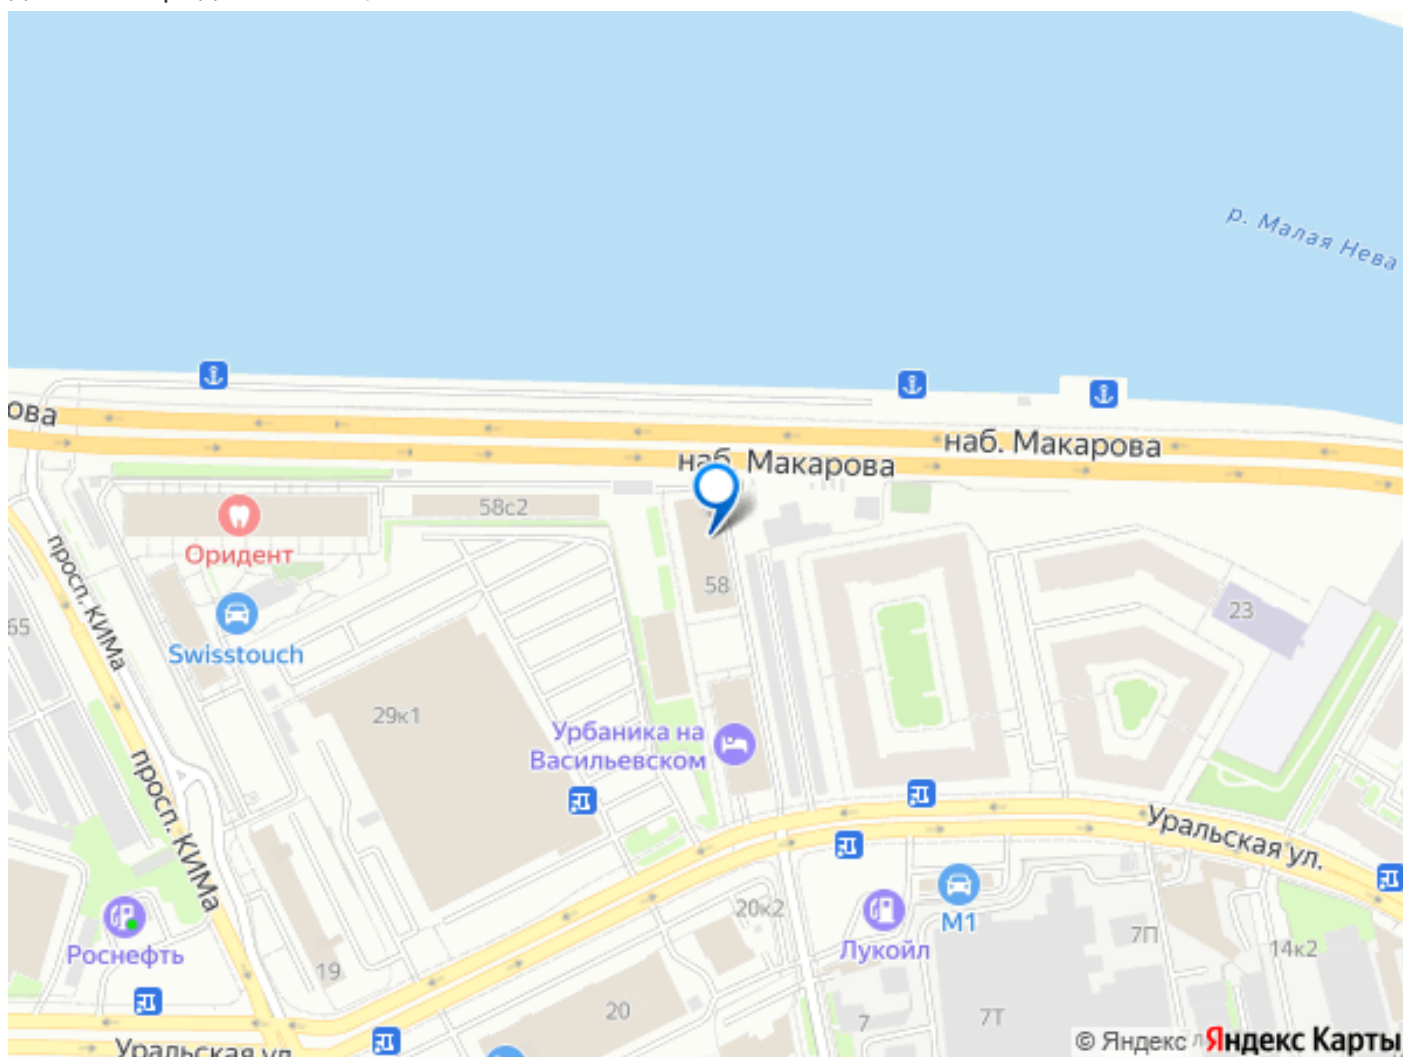 р. Малая Нева
ова
наб. Макарова
наб. Макарова
58с2
Оридент
просп. КИМа
58
23
65
Swisstouch
29к1
Урбаника на
Васильевском
просп. КИМа
Уральская ул.
20к2
М1
Роснефть
Лукойл
7П
14к2
19
20
7
7Т
Уральская ул
© Яндекс
Яндекс Карты